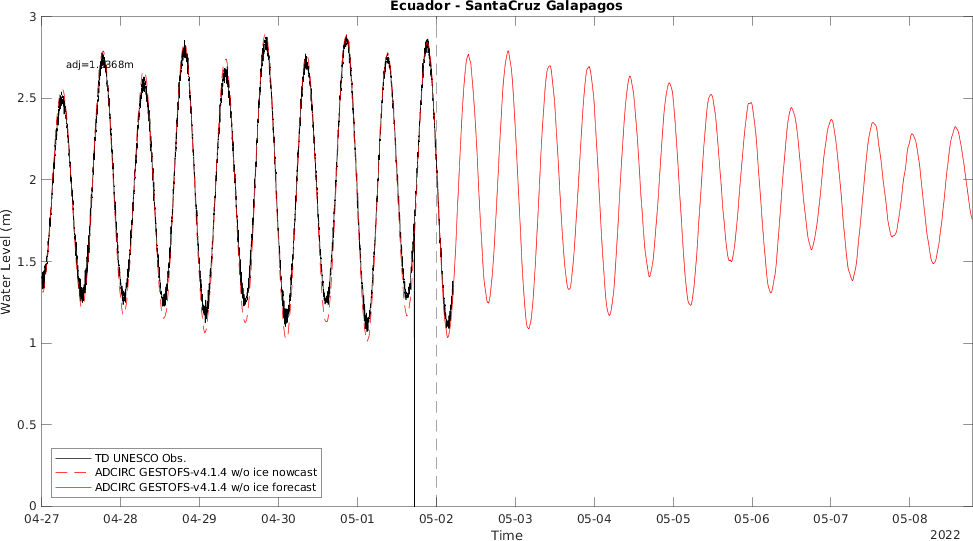 Ecuador - SantaCruz Galapagos
3
adj=1. 868m
2.5
2
Water Level (m)
1.5
1
0.5
TD UNESCO Obs.
ADCIRC GESTOFS-v4.1.4 w/o ice nowcast
ADCIRC GESTOFS-v4.1.4 w/o ice forecast
0
04-27 04-28 04-29 04-30 05-01 05-02 05-03 05-04 05-05 05-06 05-07 05-08
Time
2022